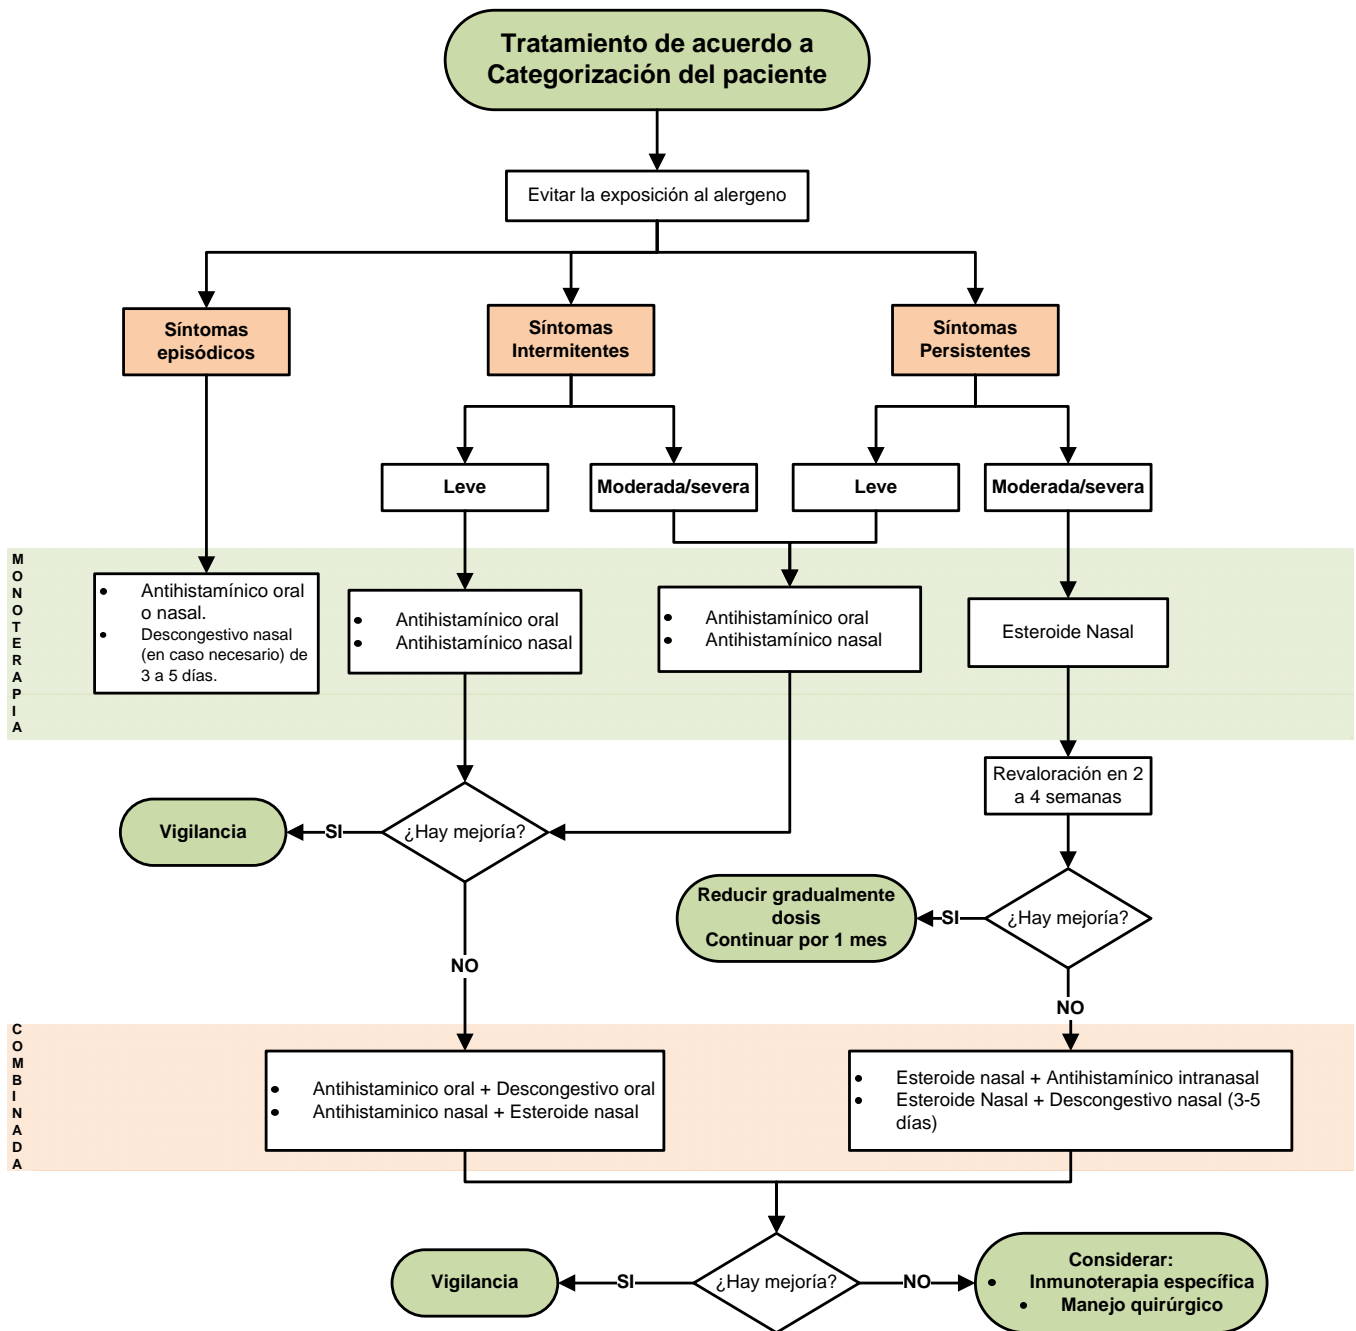 Tratamiento de acuerdo a
Categorización del paciente
Evitar la exposición al alergeno
Síntomas
episódicos
Síntomas
Intermitentes
Síntomas
Persistentes
Leve
Moderada/severa
Leve
Moderada/severa
MONOTERAPIA
• Antihistamínico oral
o nasal.
• Descongestivo nasal
(en caso necesario) de
3 a 5 días.
• Antihistamínico oral
• Antihistamínico nasal
• Antihistamínico oral
• Antihistamínico nasal
Esteroide Nasal
Revaloración en 2
a 4 semanas
Vigilancia
SI
¿Hay mejoría?
Reducir gradualmente
dosis
Continuar por 1 mes
SI
¿Hay mejoría?
NO
NO
COMBINADA
• Antihistaminico oral + Descongestivo oral
• Antihistaminico nasal + Esteroide nasal
• Esteroide nasal + Antihistamínico intranasal
• Esteroide Nasal + Descongestivo nasal (3-5
días)
Vigilancia
SI
¿Hay mejoría?
NO
Considerar:
• Inmunoterapia específica
• Manejo quirúrgico